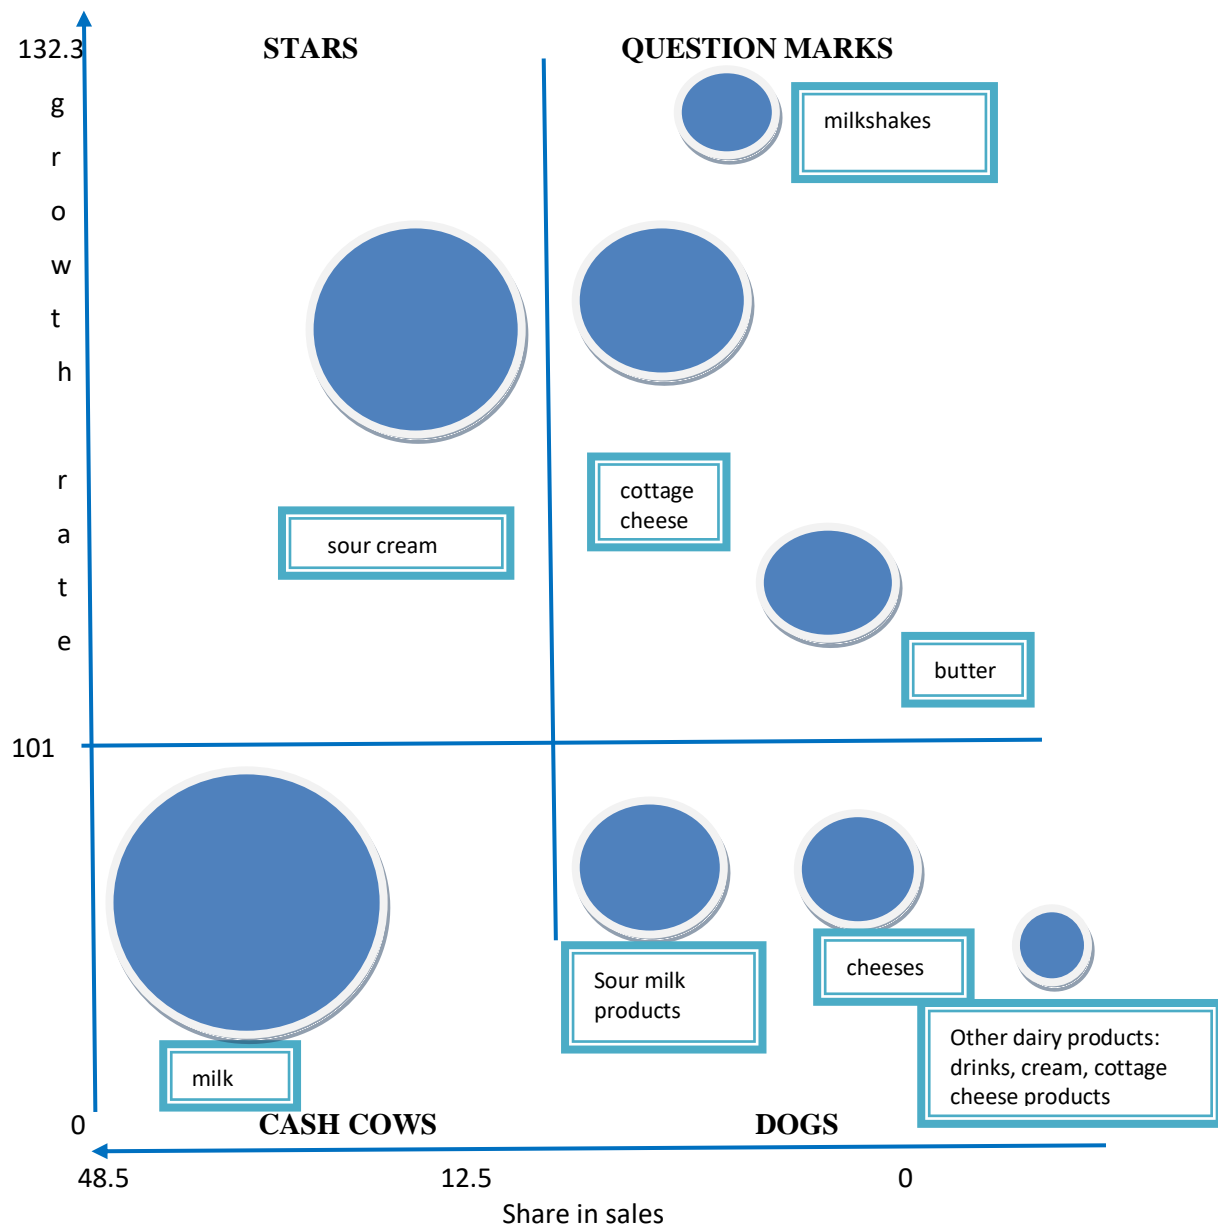 132.3
STARS
QUESTION MARKS
g
r
o
w
t
h
r
a
t
e
milkshakes
cottage
cheese
sour cream
butter
101
Sour milk
products
cheeses
Other dairy products:
drinks, cream, cottage
cheese products
milk
0
CASH COWS
DOGS
48.5
12.5
0
Share in sales